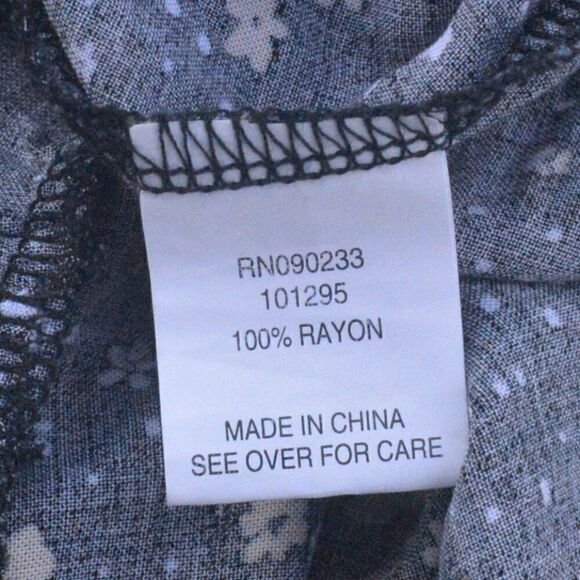 RN090233
101295
100% RAYON
MADE IN CHINA
SEE OVER FOR CARE